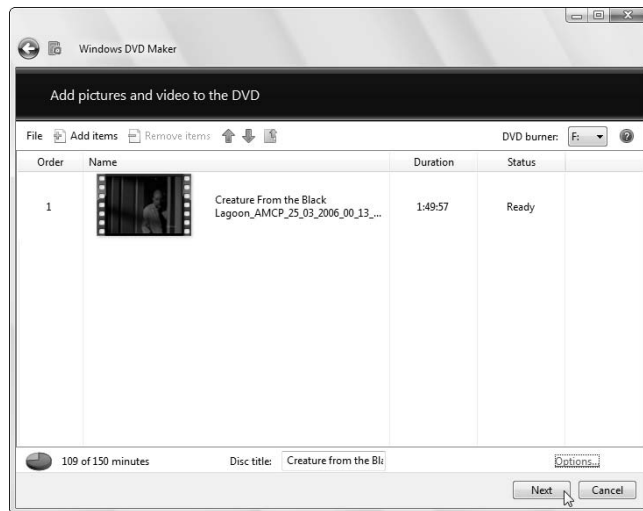 Windows DVD Maker
Add pictures and video to the DVD
File Add items Remove items DVD burner: F:
Order Name Duration Status
1 Creature From the Black Lagoon_AMCP_25_03_2006_00_13_... 1:49:57 Ready
109 of 150 minutes Disc title: Creature from the Bla Options...
Next Cancel